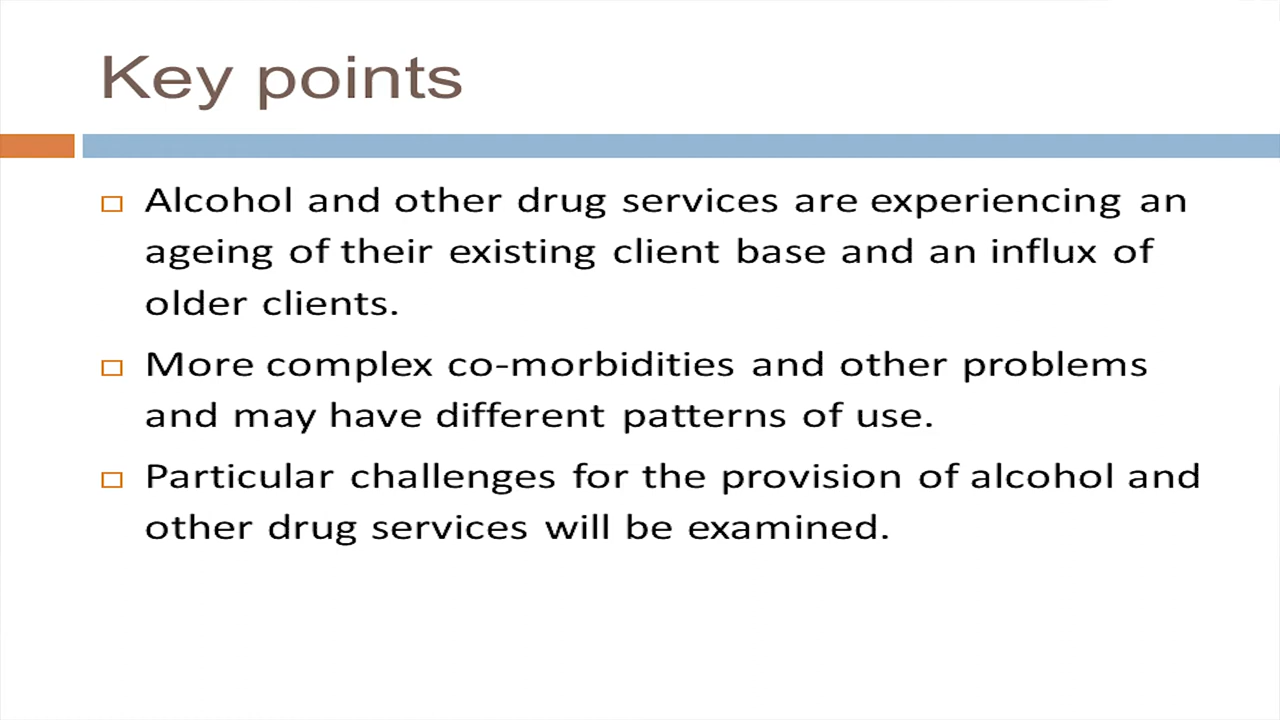 Key points
Alcohol and other drug services are experiencing an
ageing of their existing client base and an influx of
older clients.
More complex co-morbidities and other problems
and may have different patterns of use.
Particular challenges for the provision of alcohol and
other drug services will be examined.